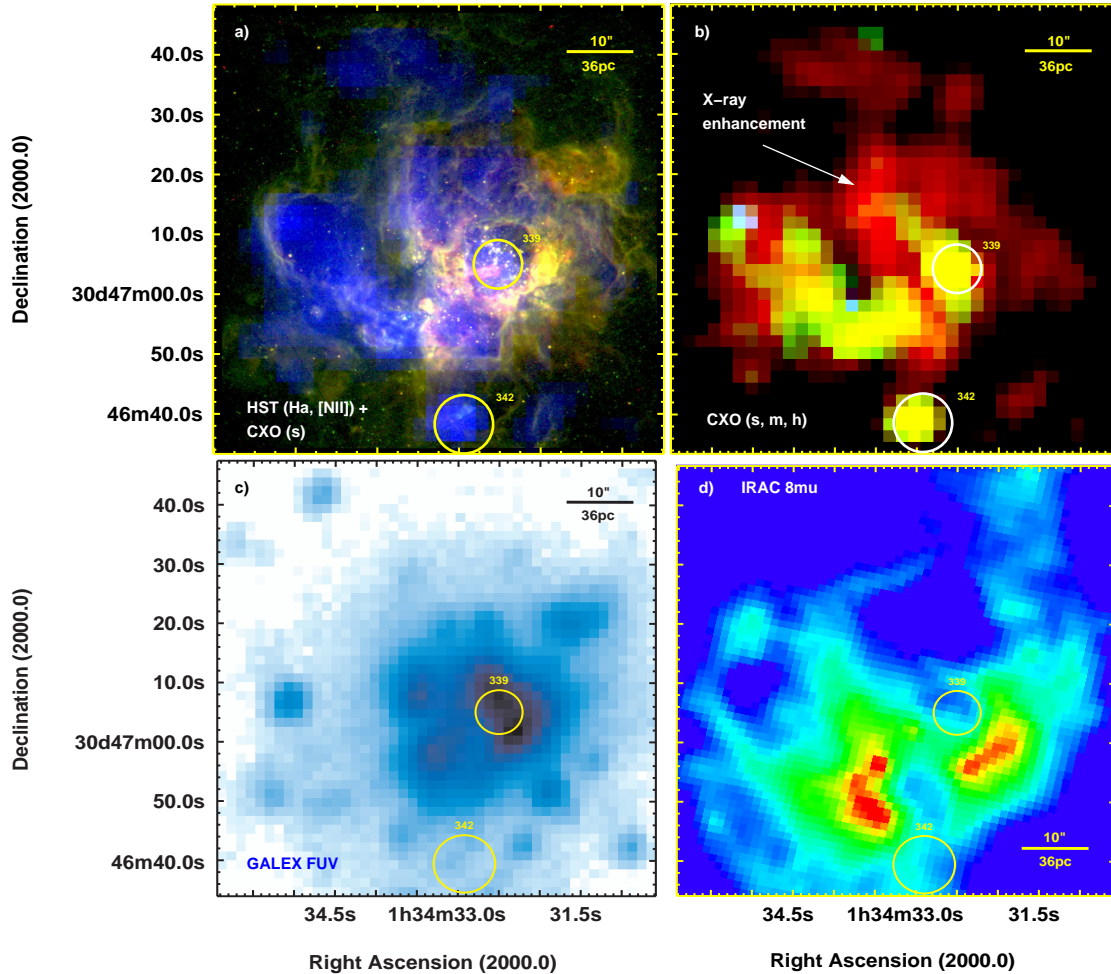 a)
10"
36pc
339
342
HST (Ha, [NII]) +
CXO (s)
b)
10"
36pc
X-ray
enhancement
339
342
CXO (s, m, h)
40.0s
30.0s
20.0s
10.0s
30d47m00.0s
50.0s
46m40.0s
Declination (2000.0)
c)
10"
36pc
339
342
GALEX FUV
d)
IRAC 8mu
339
342
10"
36pc
40.0s
30.0s
20.0s
10.0s
30d47m00.0s
50.0s
46m40.0s
Declination (2000.0)
34.5s
1h34m33.0s
31.5s
34.5s
1h34m33.0s
31.5s
Right Ascension (2000.0)
Right Ascension (2000.0)